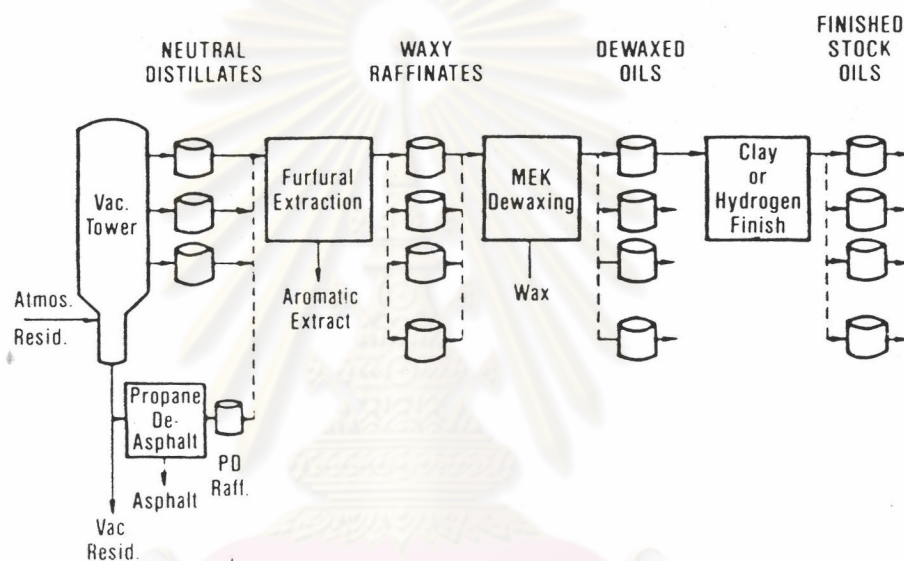 NEUTRAL
DISTILLATES
WAXY
RAFFINATES
DEWAXED
OILS
FINISHED
STOCK
OILS
Vac.
Tower
Furfural
Extraction
MEK
Dewaxing
Clay
or
Hydrogen
Finish
Atmos.
Resid.
Aromatic
Extract
Wax
Propane
De-
Asphalt
PD
Raff.
Asphalt
Vac
Resid.